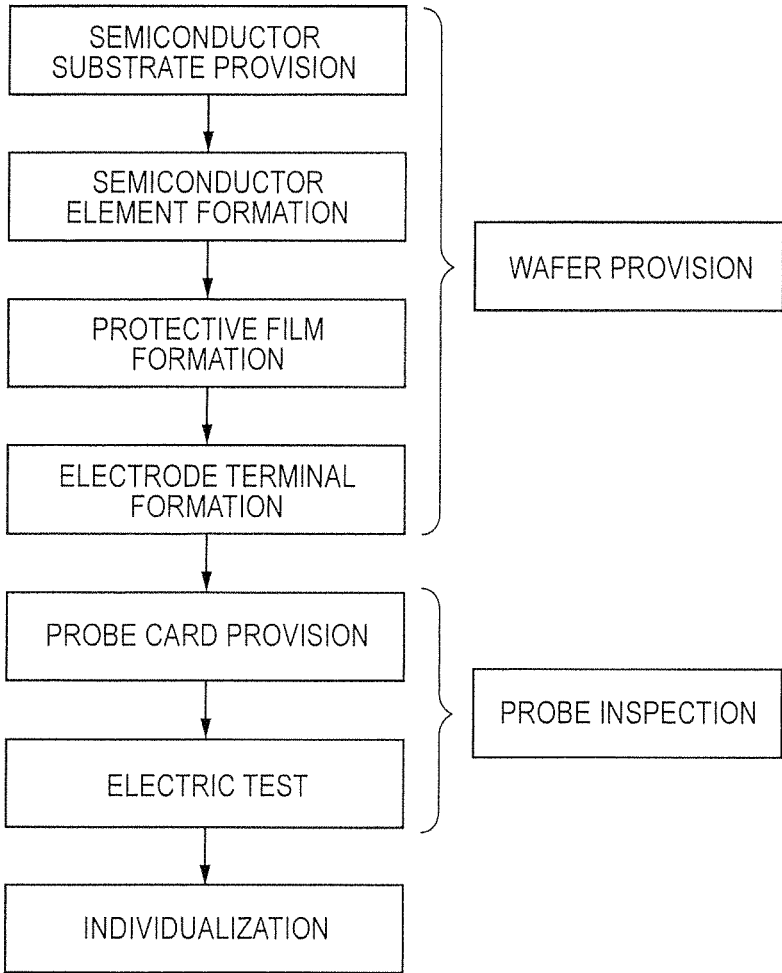 SEMICONDUCTOR
SUBSTRATE PROVISION
SEMICONDUCTOR
ELEMENT FORMATION
WAFER PROVISION
PROTECTIVE FILM
FORMATION
ELECTRODE TERMINAL
FORMATION
PROBE CARD PROVISION
PROBE INSPECTION
ELECTRIC TEST
INDIVIDUALIZATION